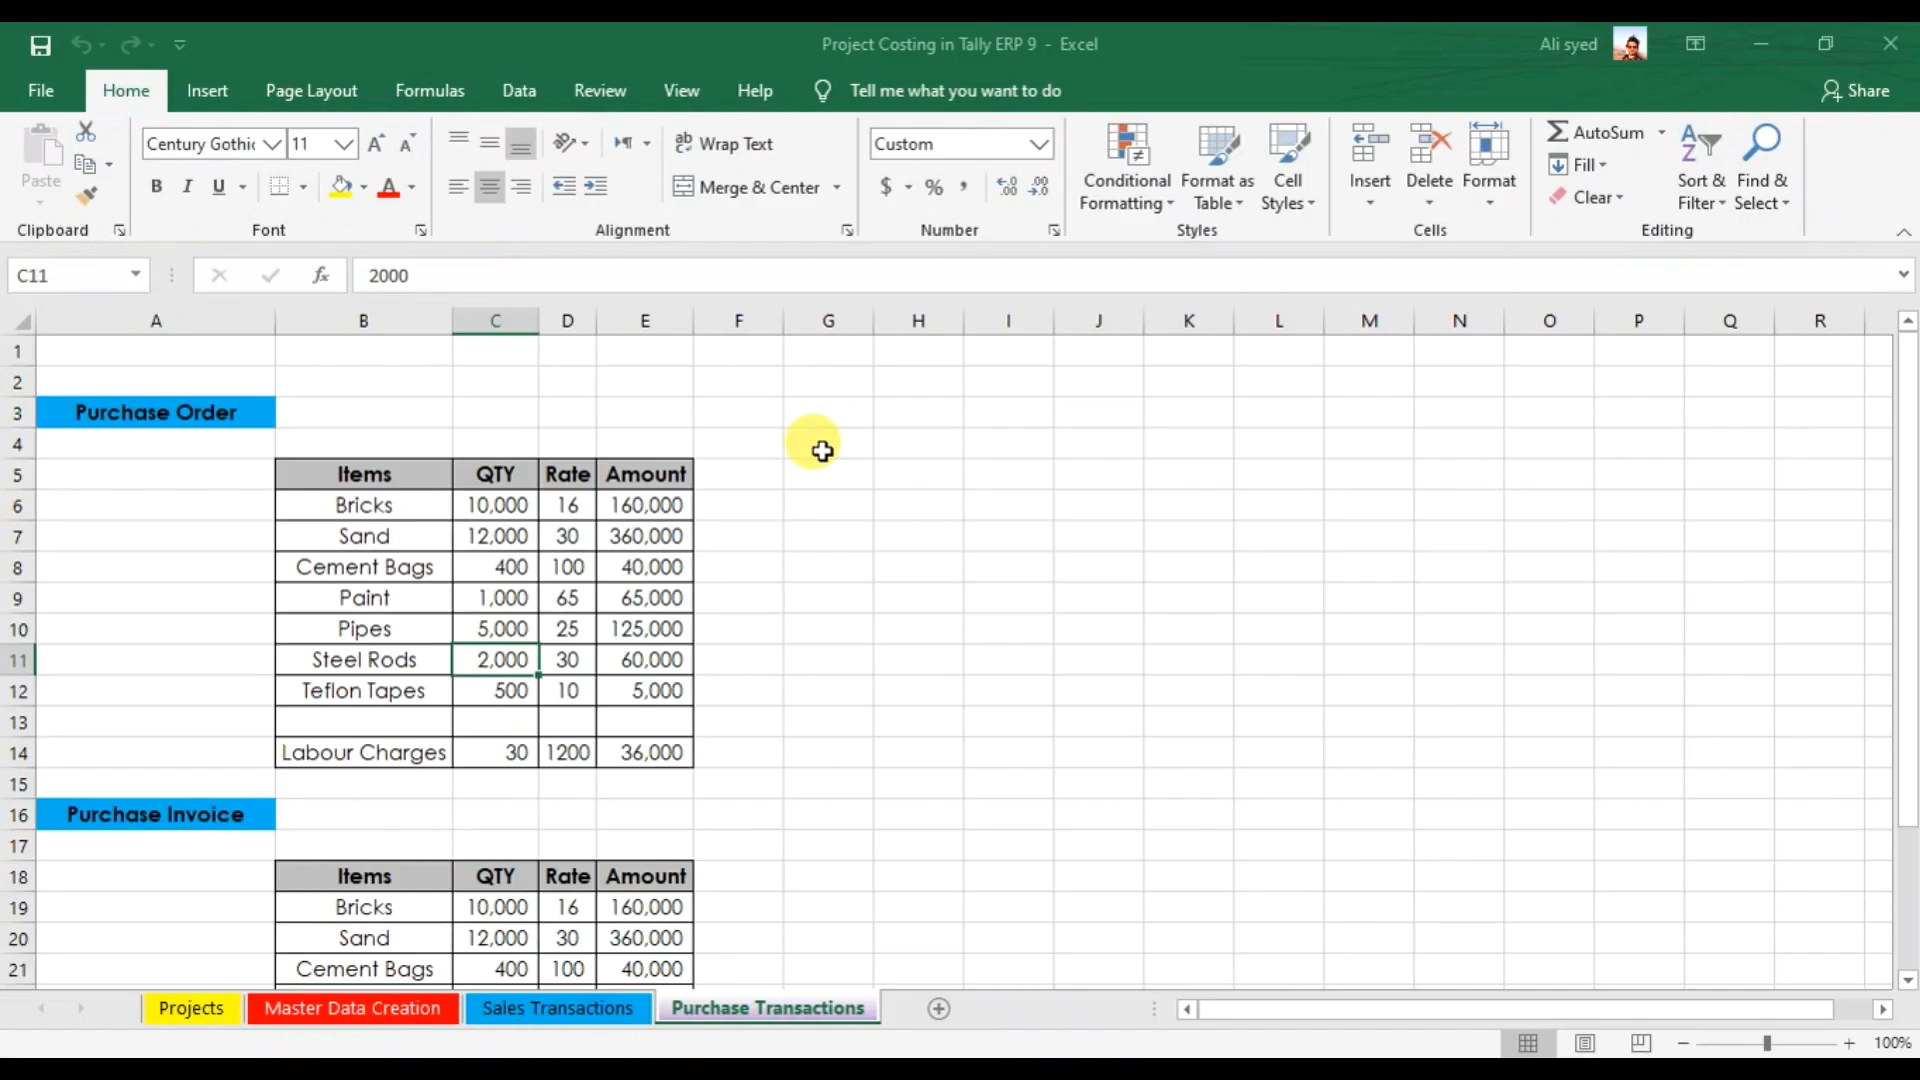 Project Costing in Tally ERP 9 - Excel
Ali syed
File Home Insert Page Layout Formulas Data Review View Help Tell me what you want to do Share
Paste
Clipboard
Century Gothic 11
B I U
Font
Wrap Text
Merge & Center
Alignment
Custom
$ % ,
Number
Conditional Formatting
Format as Table
Cell Styles
Styles
Insert Delete Format
Cells
AutoSum
Fill
Clear
Sort & Filter
Find & Select
Editing
C11 fx 2000
A B C D E F G H I J K L M N O P Q R
1
2
3 Purchase Order
4
5 Items QTY Rate Amount
6 Bricks 10,000 16 160,000
7 Sand 12,000 30 360,000
8 Cement Bags 400 100 40,000
9 Paint 1,000 65 65,000
10 Pipes 5,000 25 125,000
11 Steel Rods 2,000 30 60,000
12 Teflon Tapes 500 10 5,000
13
14 Labour Charges 30 1200 36,000
15
16 Purchase Invoice
17
18 Items QTY Rate Amount
19 Bricks 10,000 16 160,000
20 Sand 12,000 30 360,000
21 Cement Bags 400 100 40,000
Projects Master Data Creation Sales Transactions Purchase Transactions
100%